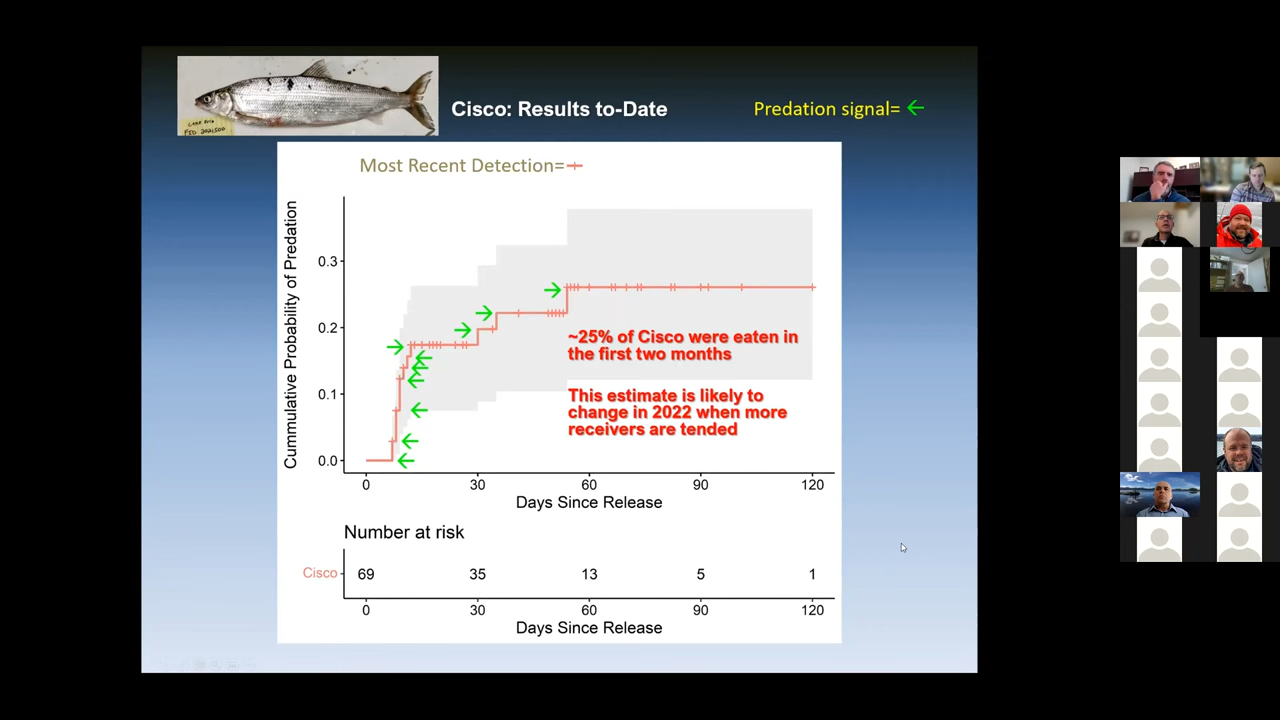 Cisco: Results to-Date
Predation signal=
Most Recent Detection=
Cummulative Probability of Predation
0.3
0.2
0.1
0.0
~25% of Cisco were eaten in
the first two months
This estimate is likely to
change in 2022 when more
receivers are tended
0 30 60 90 120
Days Since Release
Number at risk
Cisco 69 35 13 5 1
0 30 60 90 120
Days Since Release